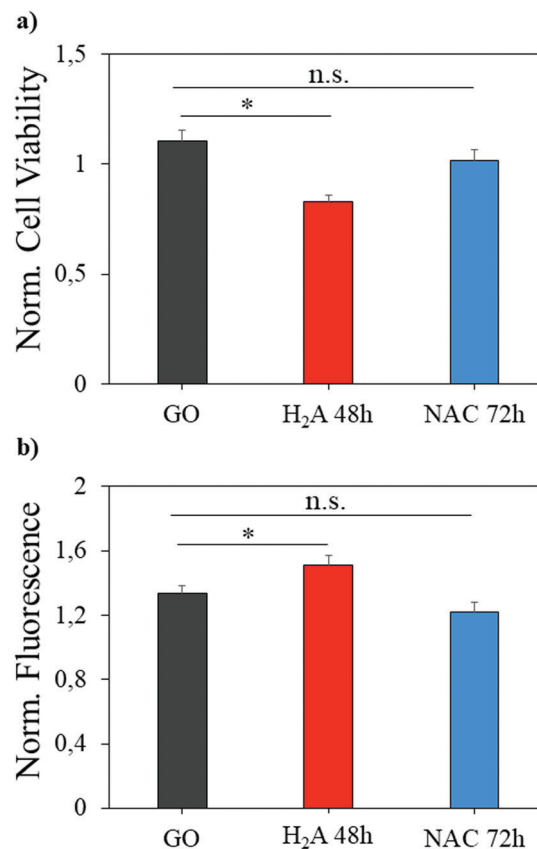 a)
Norm. Cell Viability
1,5
1
0,5
0
n.s.
*
GO
H₂A 48h
NAC 72h
b)
Norm. Fluorescence
2
1,6
1,2
0,8
0,4
0
n.s.
*
GO
H₂A 48h
NAC 72h